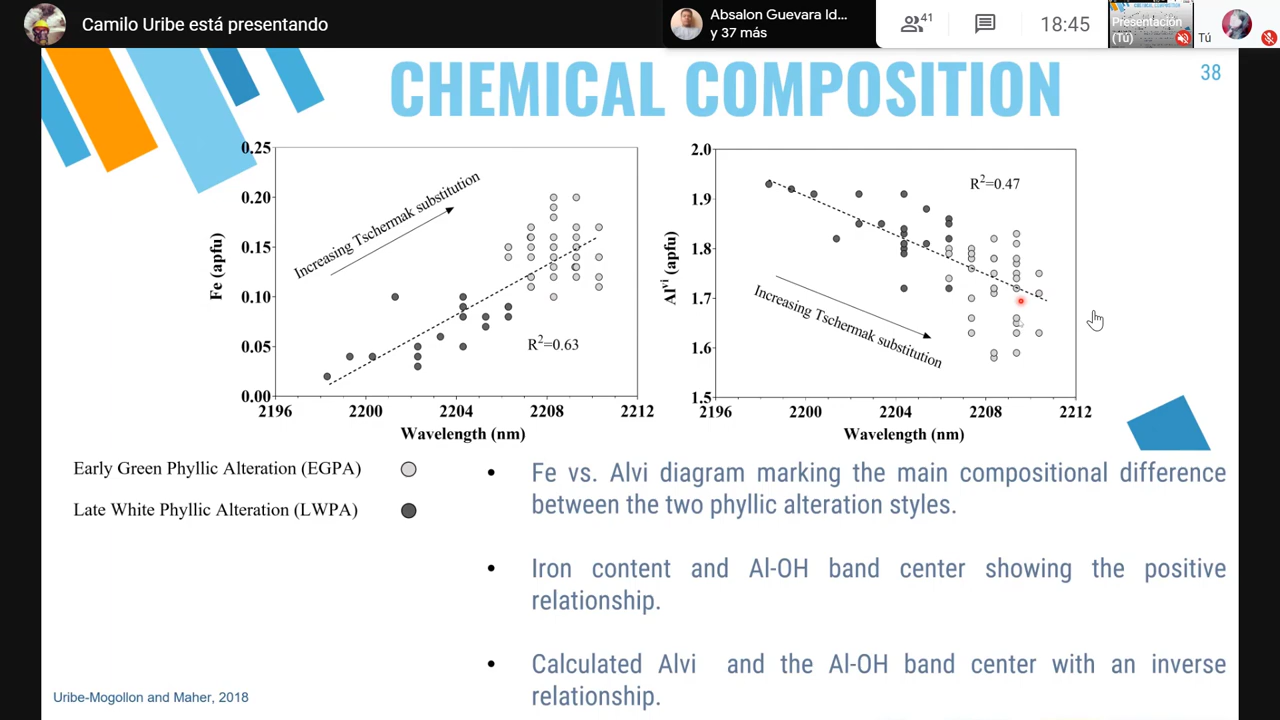 Camilo Uribe está presentando
Absalon Guevara Id...
y 37 más
41
18:45
Presentación
(Tú)
Tú
CHEMICAL COMPOSITION
38
0.25
0.20
0.15
0.10
0.05
0.00
Fe (apfu)
Increasing Tschermak substitution
R²=0.63
2196 2200 2204 2208 2212
Wavelength (nm)
2.0
1.9
1.8
1.7
1.6
1.5
Alᵛⁱ (apfu)
R²=0.47
Increasing Tschermak substitution
2196 2200 2204 2208 2212
Wavelength (nm)
Early Green Phyllic Alteration (EGPA)
Late White Phyllic Alteration (LWPA)
• Fe vs. Alvi diagram marking the main compositional difference
between the two phyllic alteration styles.
• Iron content and Al-OH band center showing the positive
relationship.
• Calculated Alvi and the Al-OH band center with an inverse
relationship.
Uribe-Mogollon and Maher, 2018